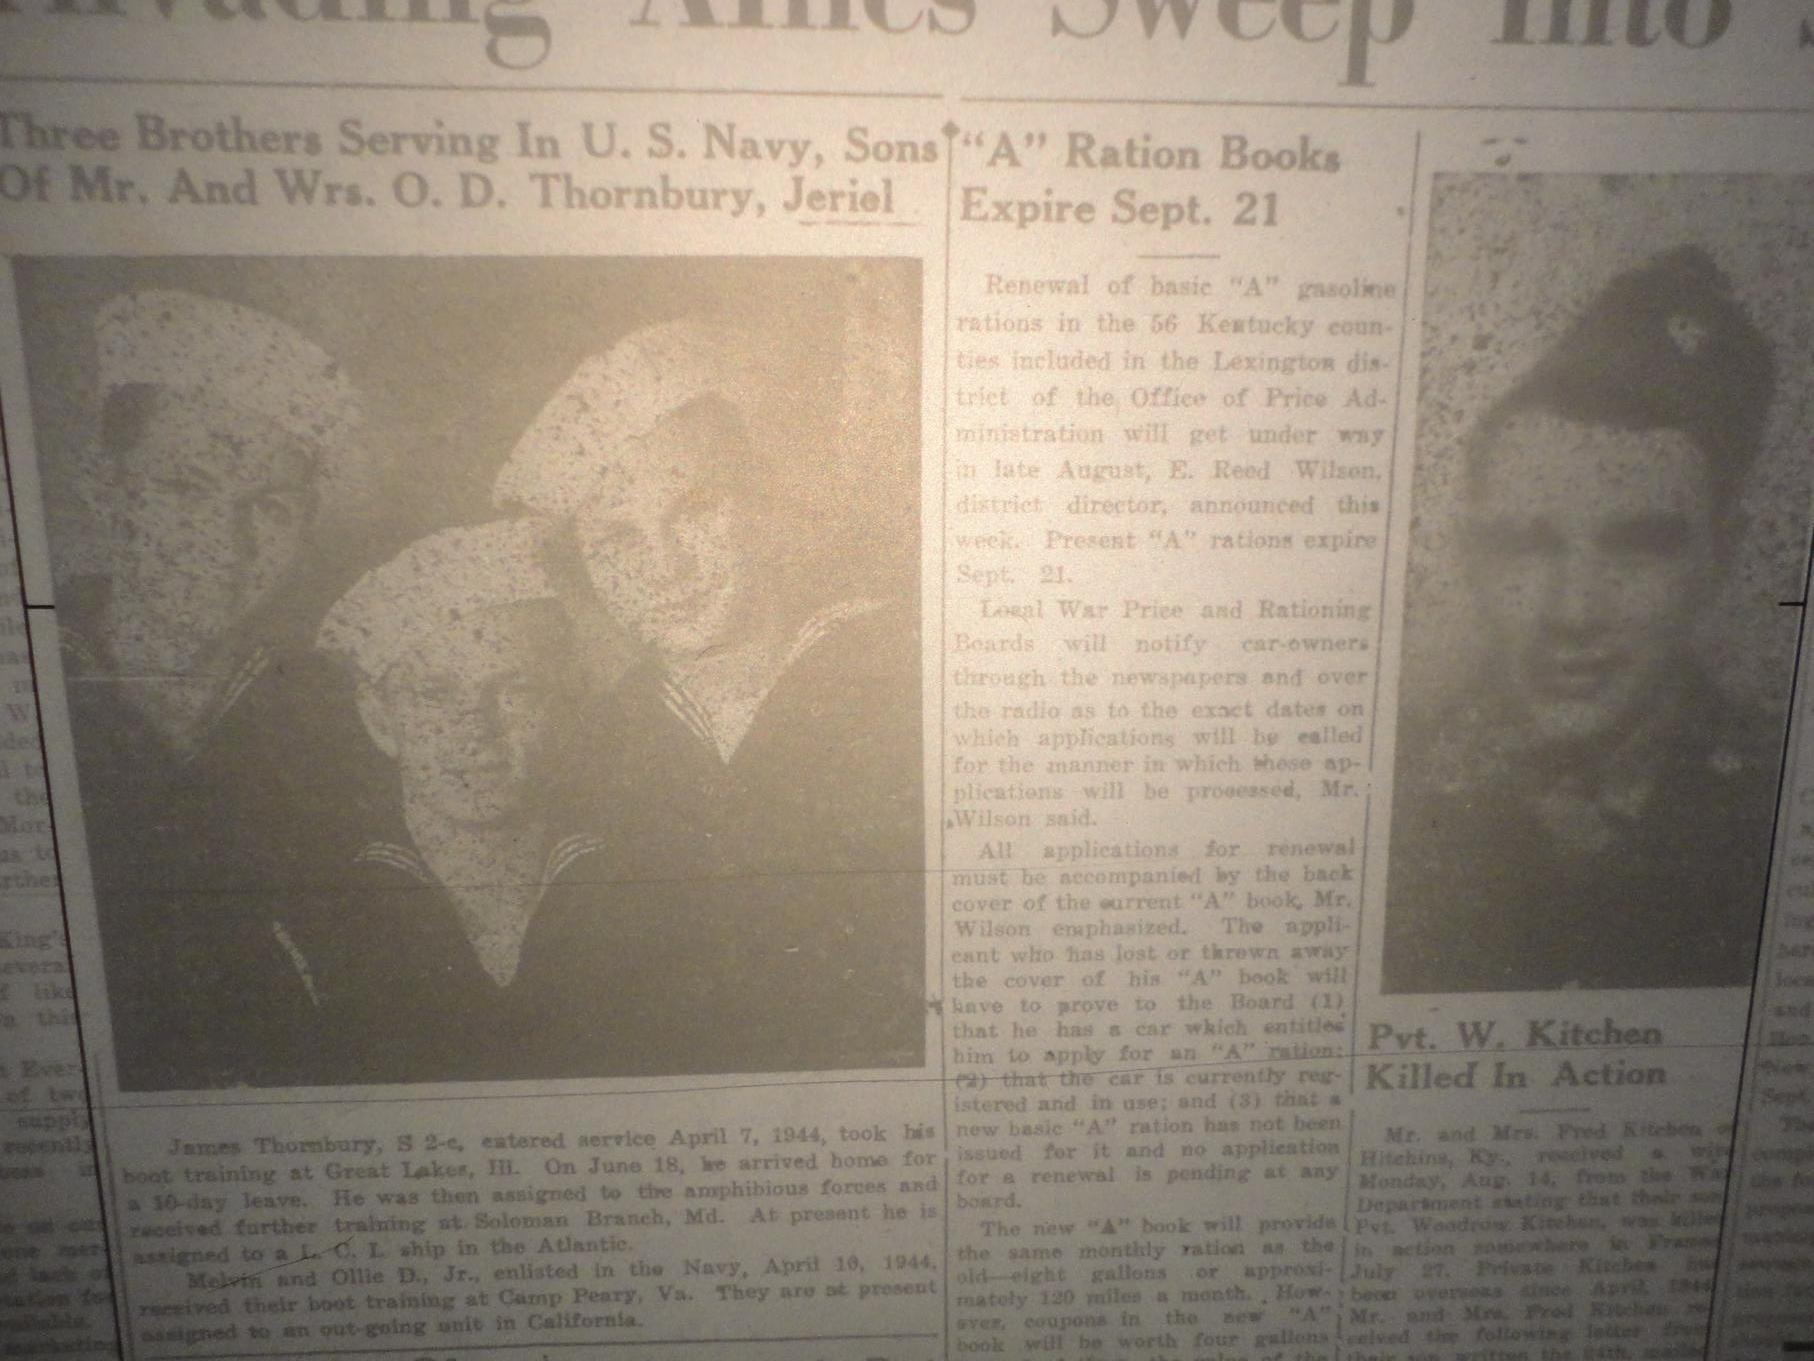 Invading Allies Sweep Into
Three Brothers Serving In U. S. Navy, Sons
Of Mr. And Wrs. O. D. Thornbury, Jeriel
James Thornbury, S 2-c, entered service April 7, 1944, took his
boot training at Great Lakes, Ill. On June 18, he arrived home for
a 10-day leave. He was then assigned to the amphibious forces and
received further training at Soloman Branch, Md. At present he is
assigned to a L. C. I. ship in the Atlantic.
Melvin and Ollie D., Jr., enlisted in the Navy, April 10, 1944,
received their boot training at Camp Peary, Va. They are at present
assigned to an out-going unit in California.
"A" Ration Books
Expire Sept. 21
Renewal of basic "A" gasoline
rations in the 56 Kentucky coun-
ties included in the Lexington dis-
trict of the Office of Price Ad-
ministration will get under way
in late August, E. Reed Wilson,
district director, announced this
week. Present "A" rations expire
Sept. 21.
Local War Price and Rationing
Boards will notify car-owners
through the newspapers and over
the radio as to the exact dates on
which applications will be called
for the manner in which these ap-
plications will be processed, Mr.
Wilson said.
All applications for renewal
must be accompanied by the back
cover of the current "A" book, Mr.
Wilson emphasized. The appli-
cant who has lost or thrown away
the cover of his "A" book will
have to prove to the Board (1)
that he has a car which entitles
him to apply for an "A" ration;
(2) that the car is currently reg-
istered and in use; and (3) that a
new basic "A" ration has not been
issued for it and no application
for a renewal is pending at any
board.
The new "A" book will provide
the same monthly ration as the
old—eight gallons or approxi-
mately 120 miles a month. How-
ever, coupons in the new "A"
book will be worth four gallons
Pvt. W. Kitchen
Killed In Action
Mr. and Mrs. Fred Kitchen
Hitchins, Ky., received a
Monday, Aug. 14, from the War
Department stating that their son
Pvt. Woodrow Kitchen, was killed
in action somewhere in France
July 27. Private Kitchen
been overseas since April, 1944
Mr. and Mrs. Fred Kitchen re-
ceived the following letter from